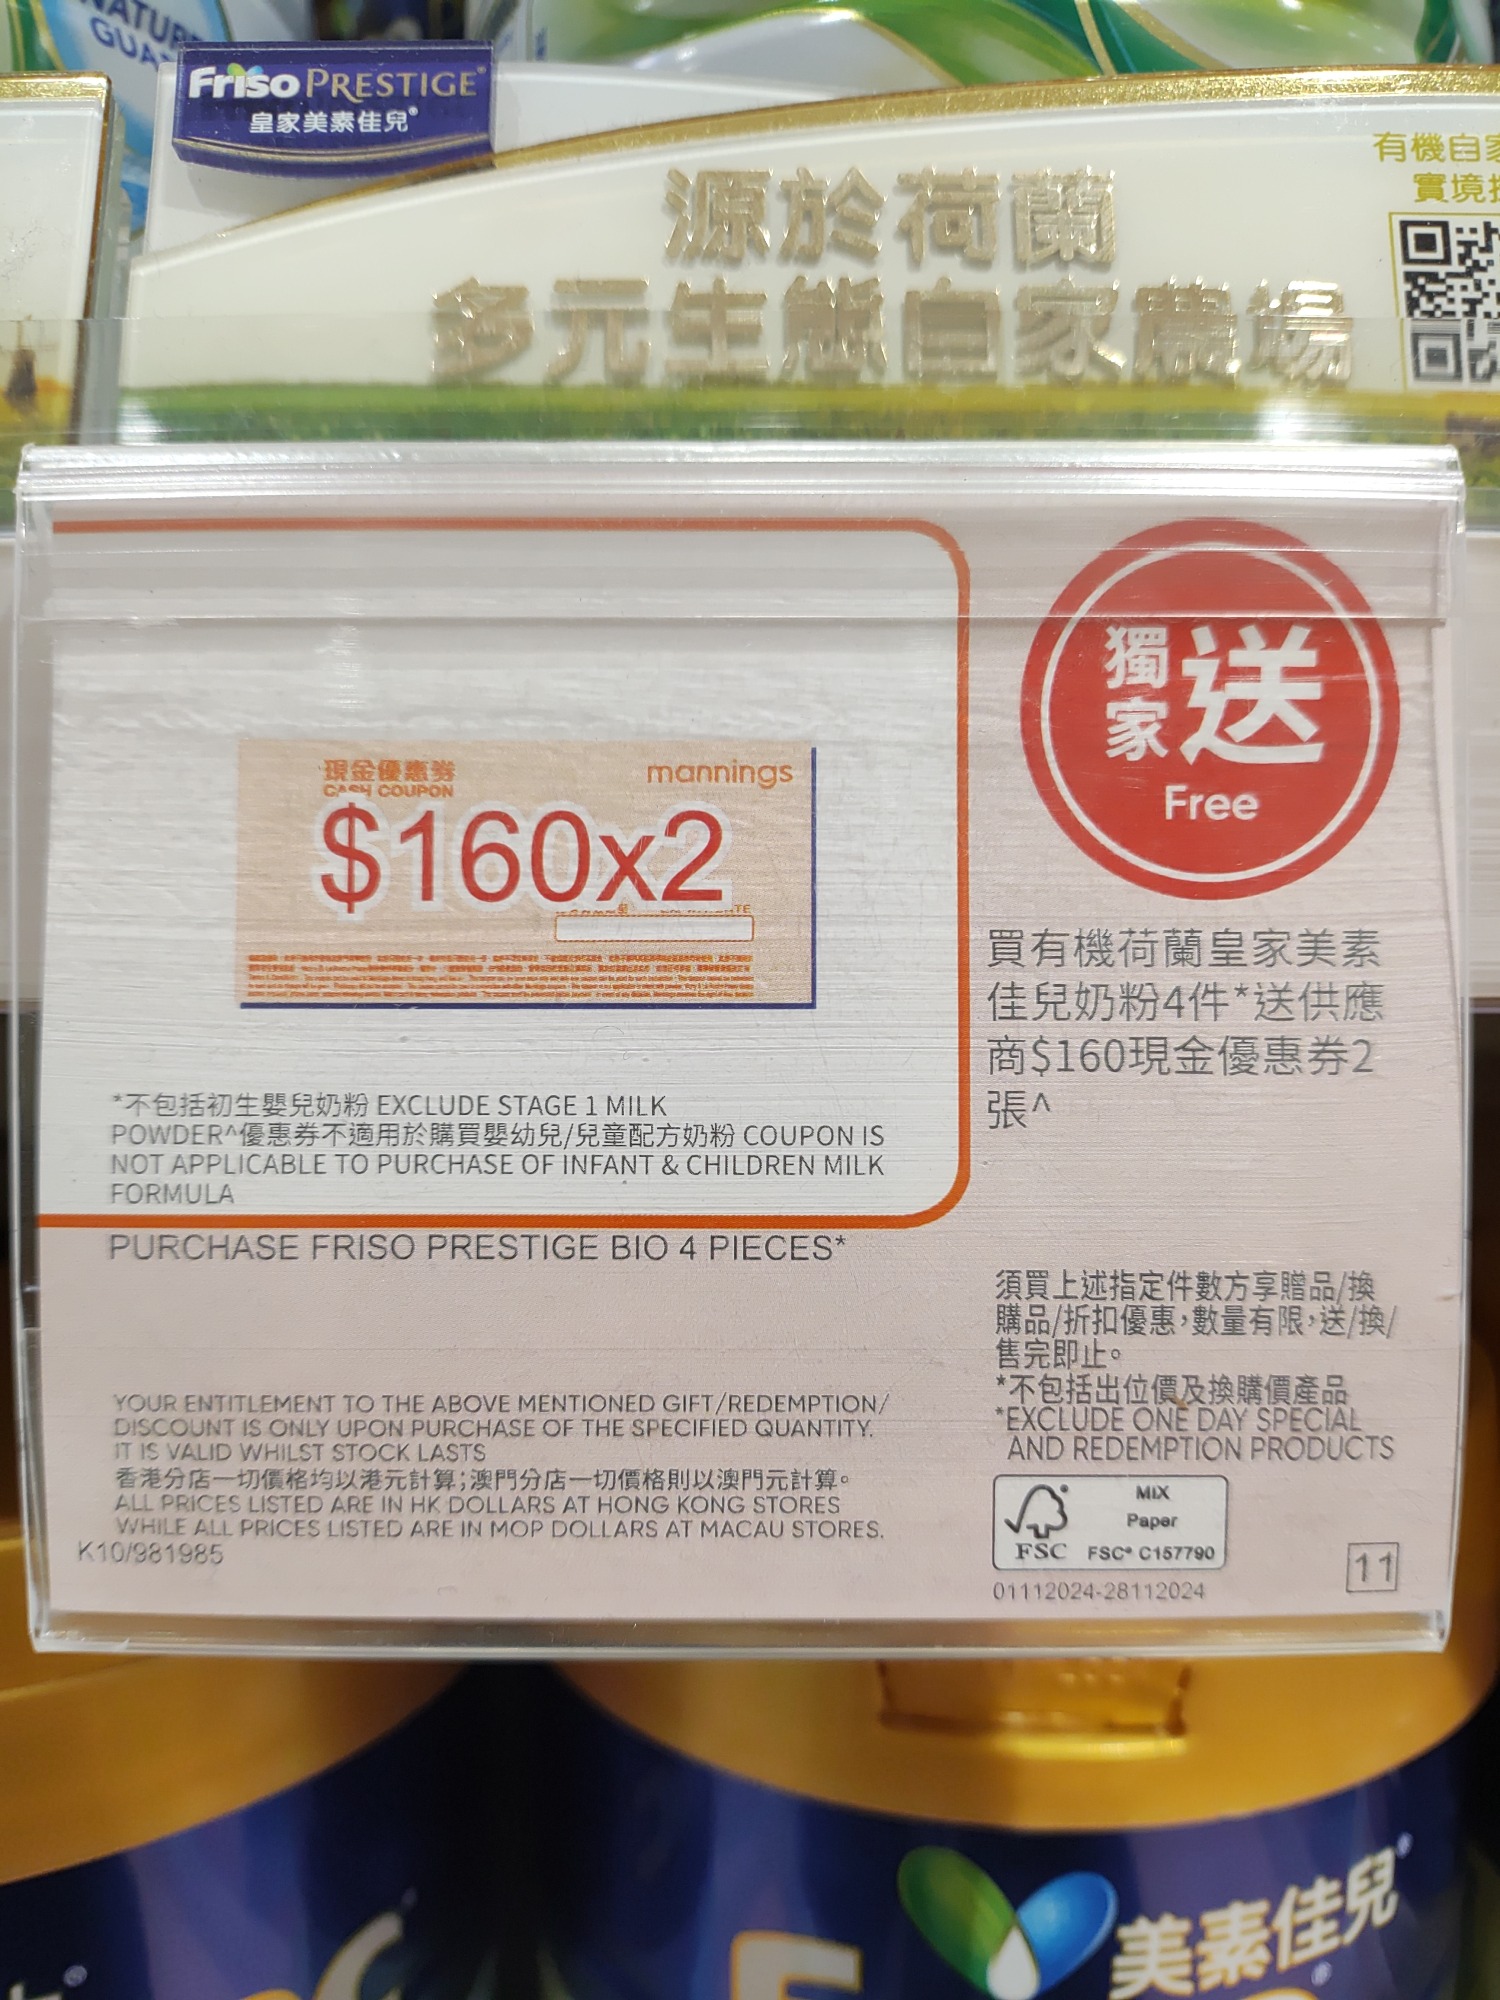 NATUR
GUA
Friso PRESTIGE®
皇家美素佳兒®
源於荷蘭
多元生態自家農場
有機自家
實境
獨家送
Free
現金優惠券
CASH COUPON
mannings
$160x2
買有機荷蘭皇家美素
佳兒奶粉4件*送供應
商$160現金優惠券2
張^
*不包括初生嬰兒奶粉 EXCLUDE STAGE 1 MILK
POWDER^優惠券不適用於購買嬰幼兒/兒童配方奶粉 COUPON IS
NOT APPLICABLE TO PURCHASE OF INFANT & CHILDREN MILK
FORMULA
PURCHASE FRISO PRESTIGE BIO 4 PIECES*
須買上述指定件數方享贈品/換
購品/折扣優惠，數量有限，送/換/
售完即止。
*不包括出位價及換購價產品
*EXCLUDE ONE DAY SPECIAL
AND REDEMPTION PRODUCTS
YOUR ENTITLEMENT TO THE ABOVE MENTIONED GIFT/REDEMPTION/
DISCOUNT IS ONLY UPON PURCHASE OF THE SPECIFIED QUANTITY.
IT IS VALID WHILST STOCK LASTS
香港分店一切價格均以港元計算；澳門分店一切價格則以澳門元計算。
ALL PRICES LISTED ARE IN HK DOLLARS AT HONG KONG STORES
WHILE ALL PRICES LISTED ARE IN MOP DOLLARS AT MACAU STORES.
K10/981985
MIX
Paper
FSC FSC® C157790
01112024-28112024
11
美素佳兒®